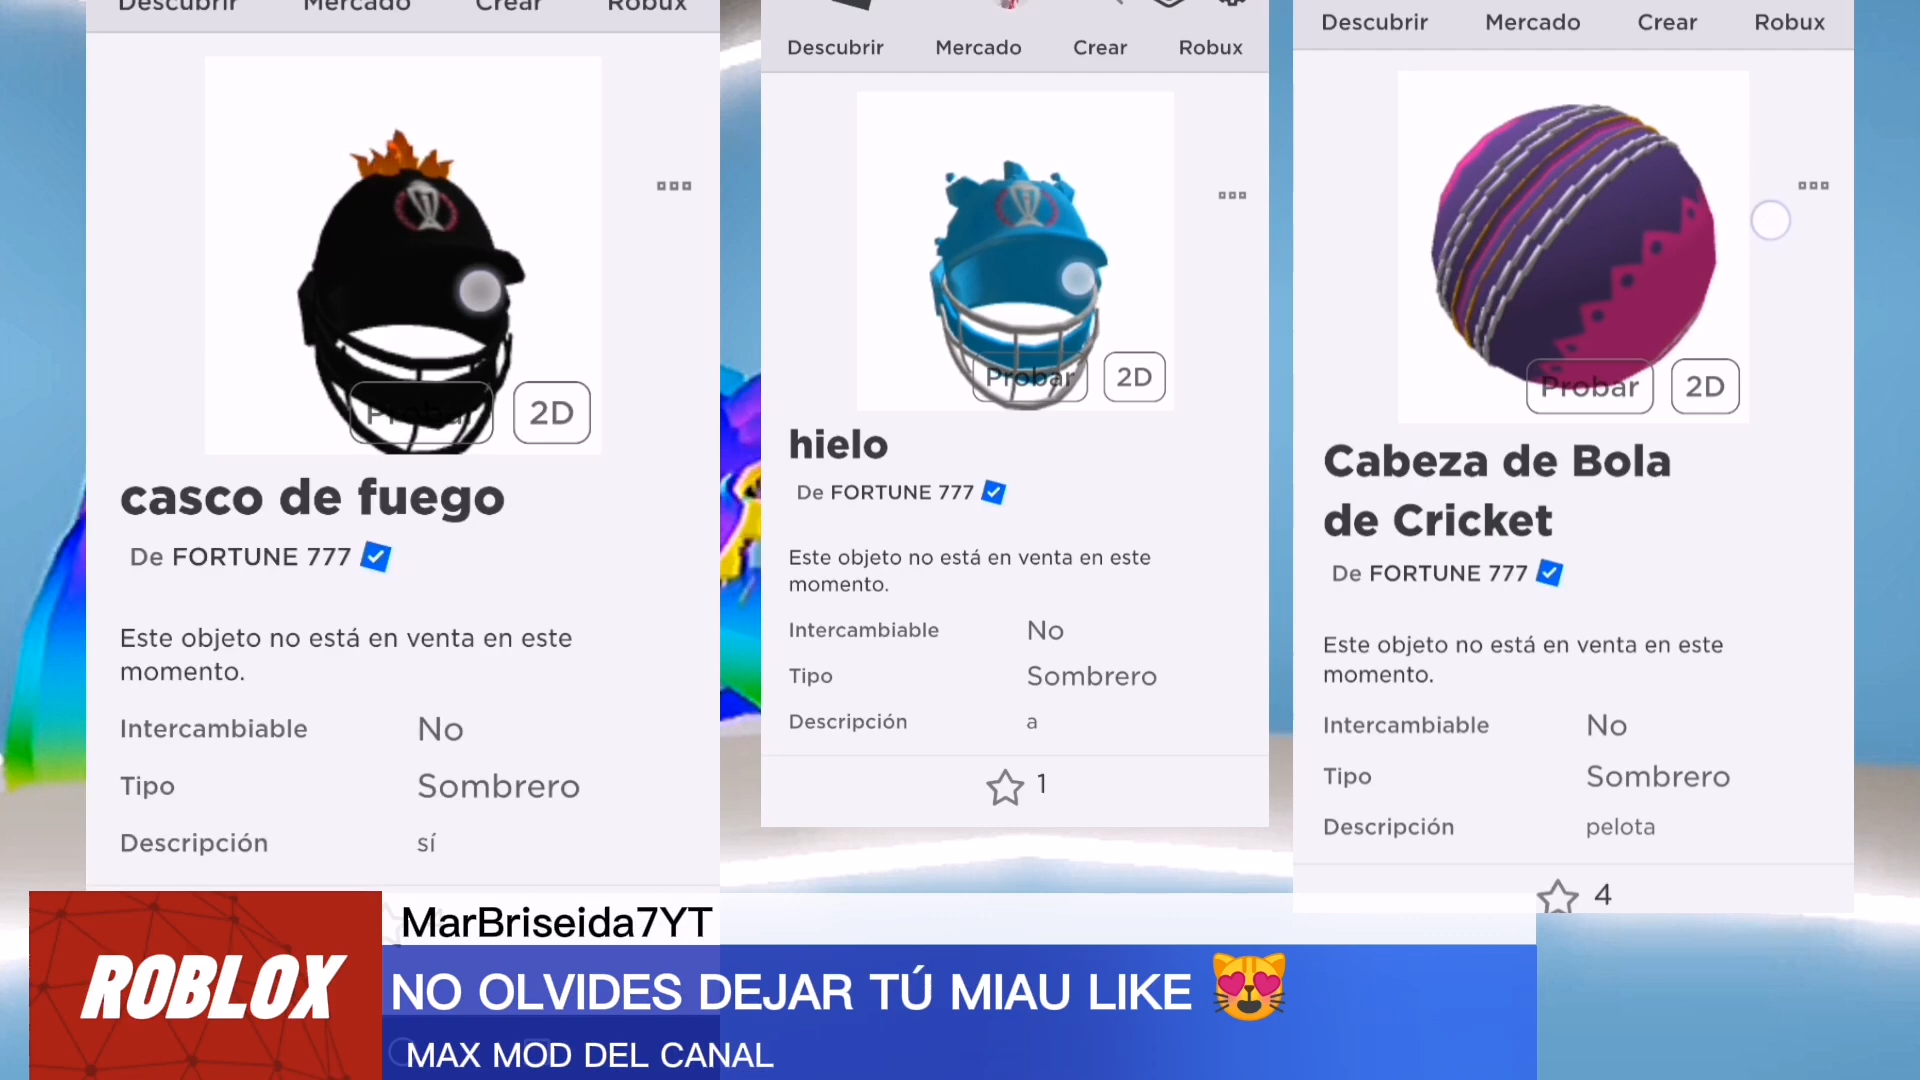 Descubrir Mercado Crear Robux
Probar 2D
casco de fuego
De FORTUNE 777
Este objeto no está en venta en este
momento.
Intercambiable No
Tipo Sombrero
Descripción sí
Descubrir Mercado Crear Robux
Probar 2D
hielo
De FORTUNE 777
Este objeto no está en venta en este
momento.
Intercambiable No
Tipo Sombrero
Descripción a
1
Descubrir Mercado Crear Robux
Probar 2D
Cabeza de Bola
de Cricket
De FORTUNE 777
Este objeto no está en venta en este
momento.
Intercambiable No
Tipo Sombrero
Descripción pelota
4
ROBLOX
MarBriseida7YT
NO OLVIDES DEJAR TÚ MIAU LIKE 😻
MAX MOD DEL CANAL